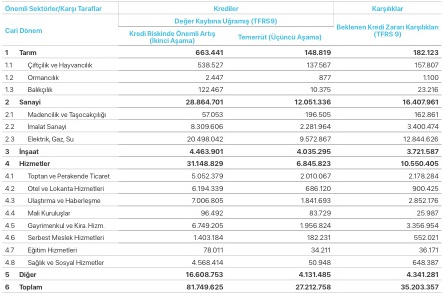 Önemli Sektörler/Karşı Taraflar Krediler Karşılıklar
Değer Kaybına Uğramış (TFRS 9)
Cari Dönem Kredi Riskinde Önemli Artış (İkinci Aşama) Temerrüt (Üçüncü Aşama) Beklenen Kredi Zararı Karşılıkları (TFRS 9)
1 Tarım 663.441 148.819 182.123
1.1 Çiftçilik ve Hayvancılık 538.527 137.567 157.807
1.2 Ormancılık 2.447 877 1.100
1.3 Balıkçılık 122.467 10.375 23.216
2 Sanayi 28.864.701 12.051.336 16.407.961
2.1 Madencilik ve Taşocakçılığı 57.053 196.505 162.861
2.2 İmalat Sanayi 8.309.606 2.281.964 3.400.474
2.3 Elektrik, Gaz, Su 20.498.042 9.572.867 12.844.626
3 İnşaat 4.463.901 4.035.295 3.721.587
4 Hizmetler 31.148.829 6.845.823 10.550.405
4.1 Toptan ve Perakende Ticaret 5.052.379 2.010.067 2.178.284
4.2 Otel ve Lokanta Hizmetleri 6.194.339 686.120 900.425
4.3 Ulaştırma ve Haberleşme 7.006.805 1.841.693 2.852.176
4.4 Mali Kuruluşlar 96.492 83.729 25.987
4.5 Gayrimenkul ve Kira. Hizm. 6.749.205 1.956.824 3.356.954
4.6 Serbest Meslek Hizmetleri 1.403.184 182.231 552.021
4.7 Eğitim Hizmetleri 78.011 34.211 36.171
4.8 Sağlık ve Sosyal Hizmetler 4.568.414 50.948 648.387
5 Diğer 16.608.753 4.131.485 4.341.281
6 Toplam 81.749.625 27.212.758 35.203.357